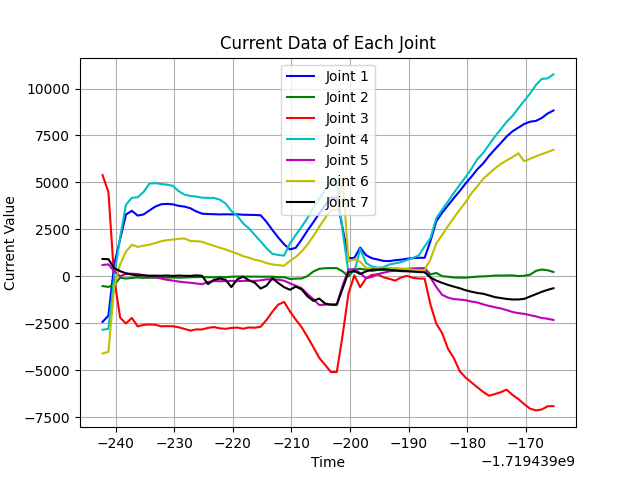 Current Data of Each Joint
Current Value
10000
7500
5000
2500
0
−2500
−5000
−7500
Joint 1
Joint 2
Joint 3
Joint 4
Joint 5
Joint 6
Joint 7
−240 −230 −220 −210 −200 −190 −180 −170
Time
−1.719439e9